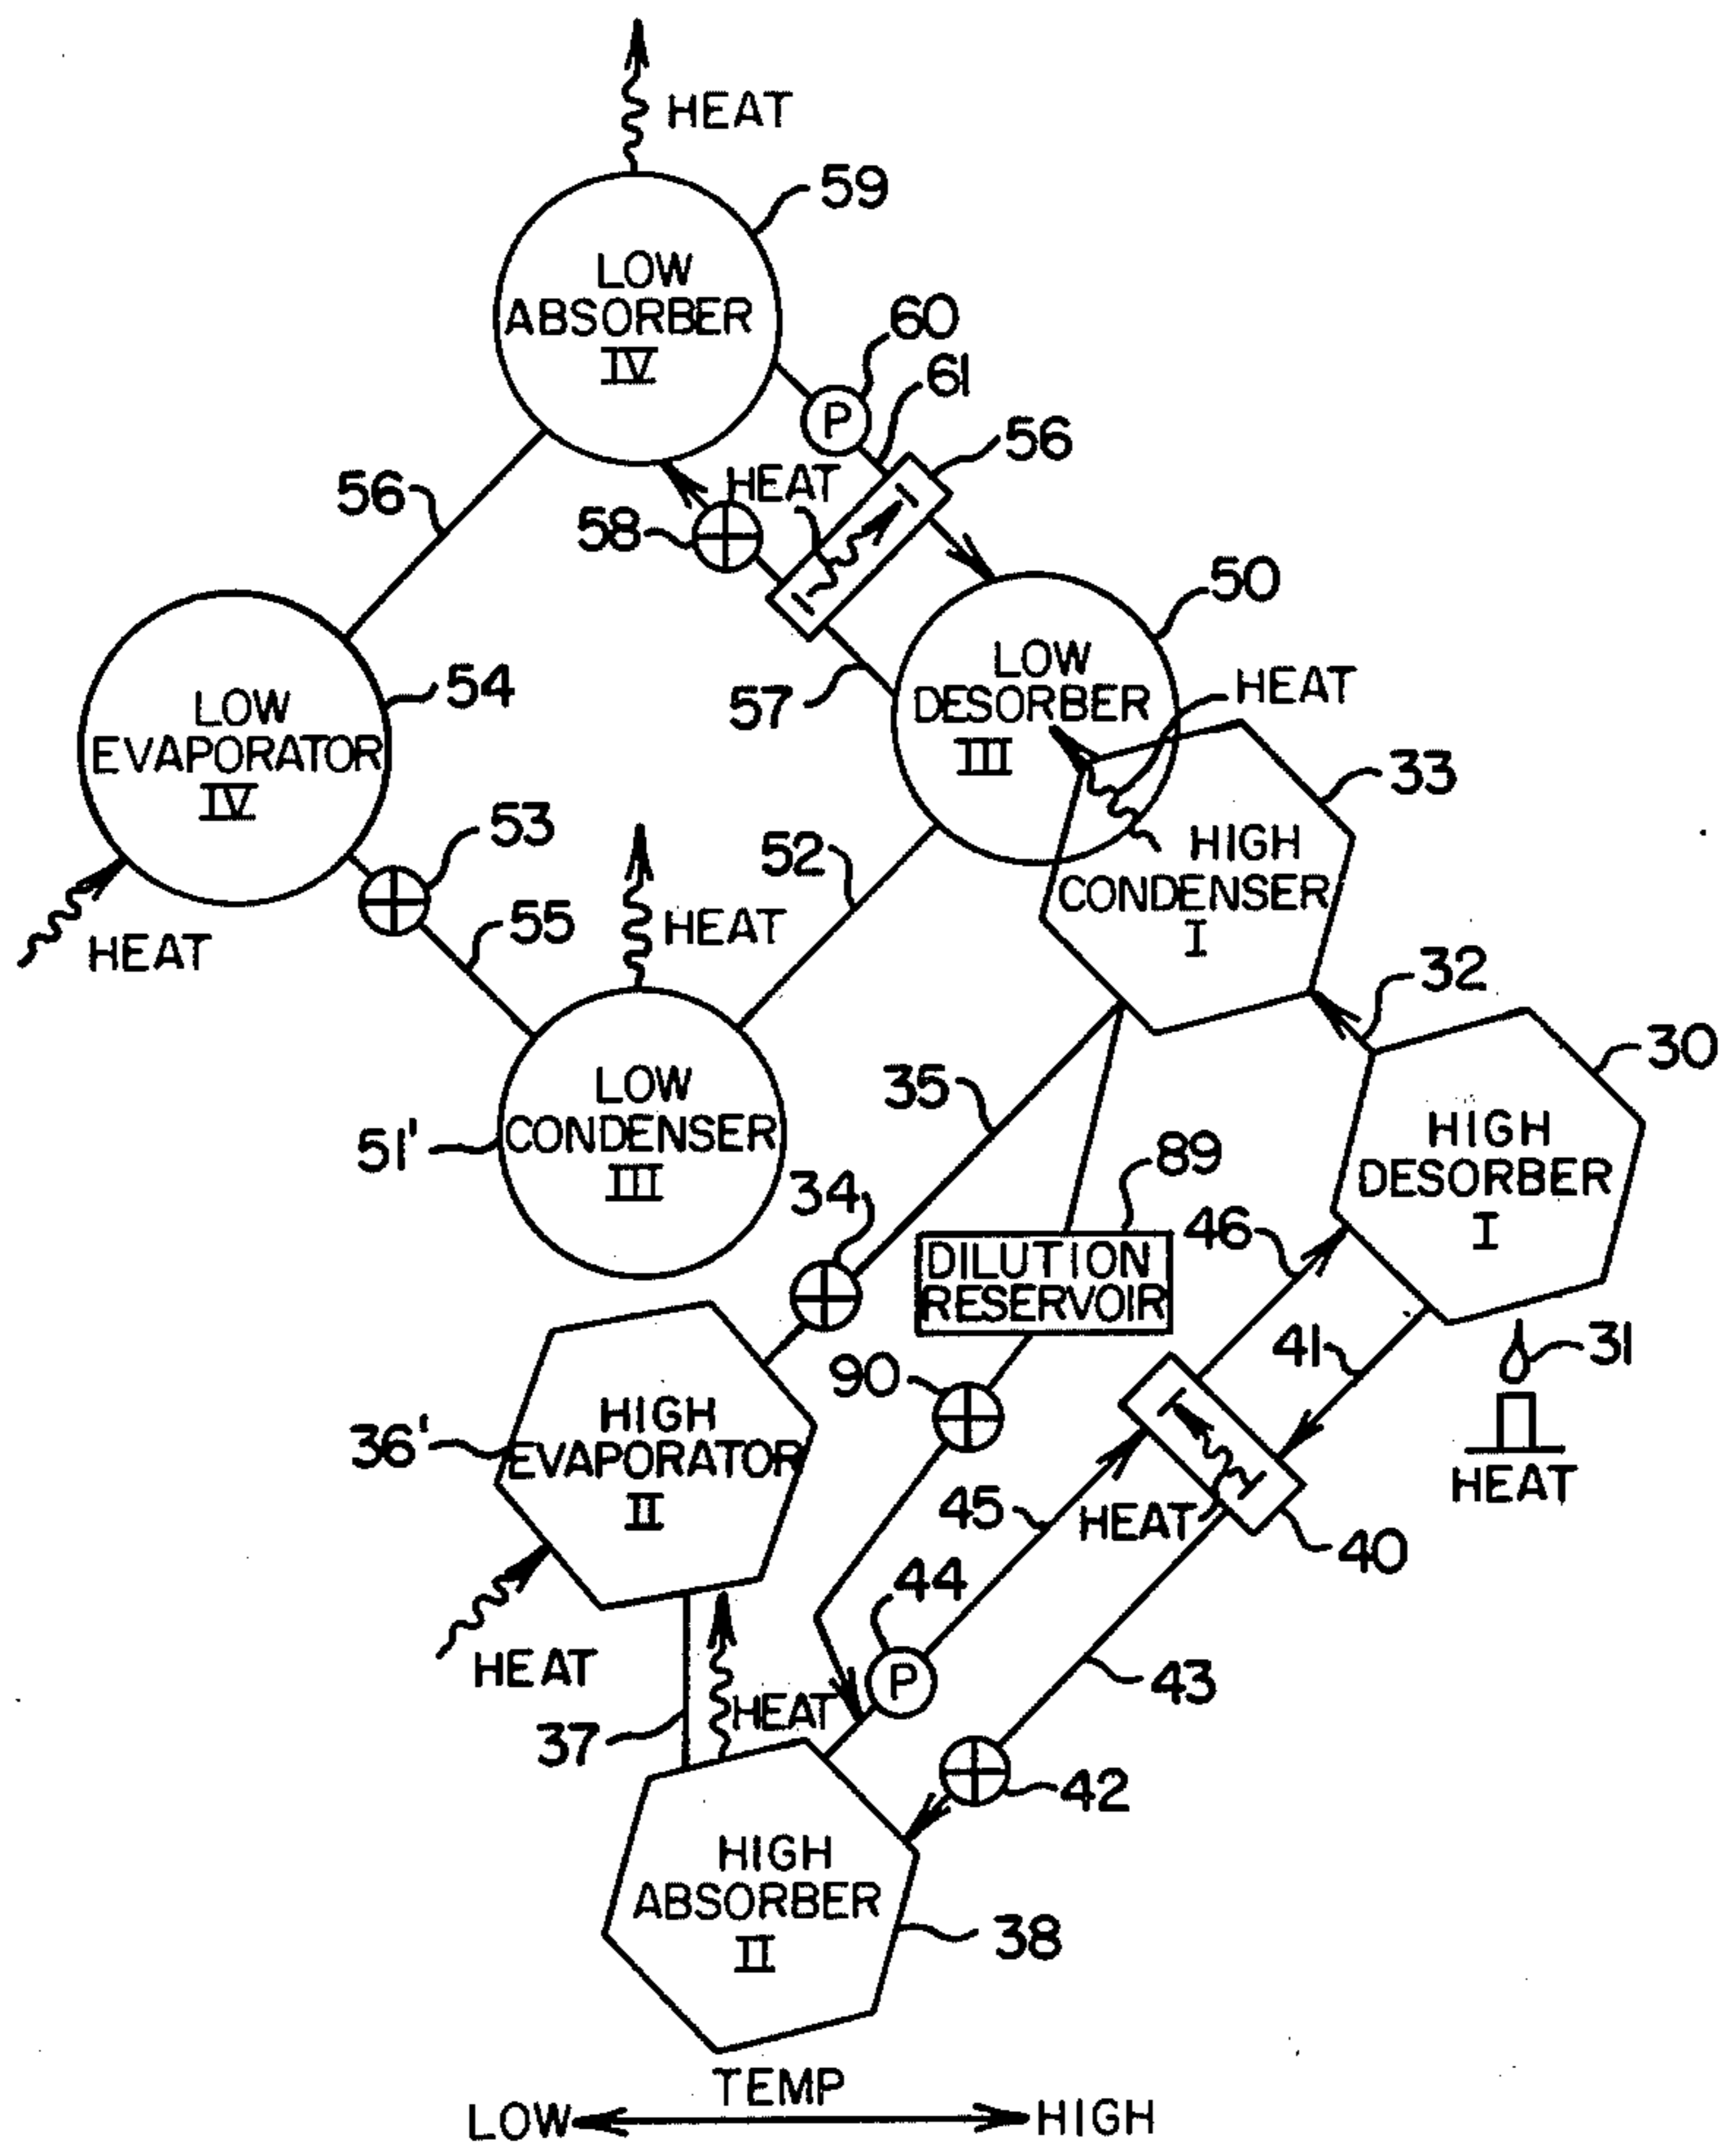 HEAT
59
LOW
ABSORBER
IV
60
P
61
56
HEAT
56
58
50
LOW
DESORBER
III
HEAT
57
54
LOW
EVAPORATOR
IV
33
53
52
HIGH
CONDENSER
I
55
HEAT
HEAT
32
30
35
LOW
CONDENSER
III
51'
HIGH
DESORBER
I
89
34
46
DILUTION
RESERVOIR
41
31
90
HIGH
EVAPORATOR
II
36'
HEAT
45
HEAT
40
44
HEAT
P
43
HEAT
37
42
HIGH
ABSORBER
II
38
TEMP
LOW
HIGH